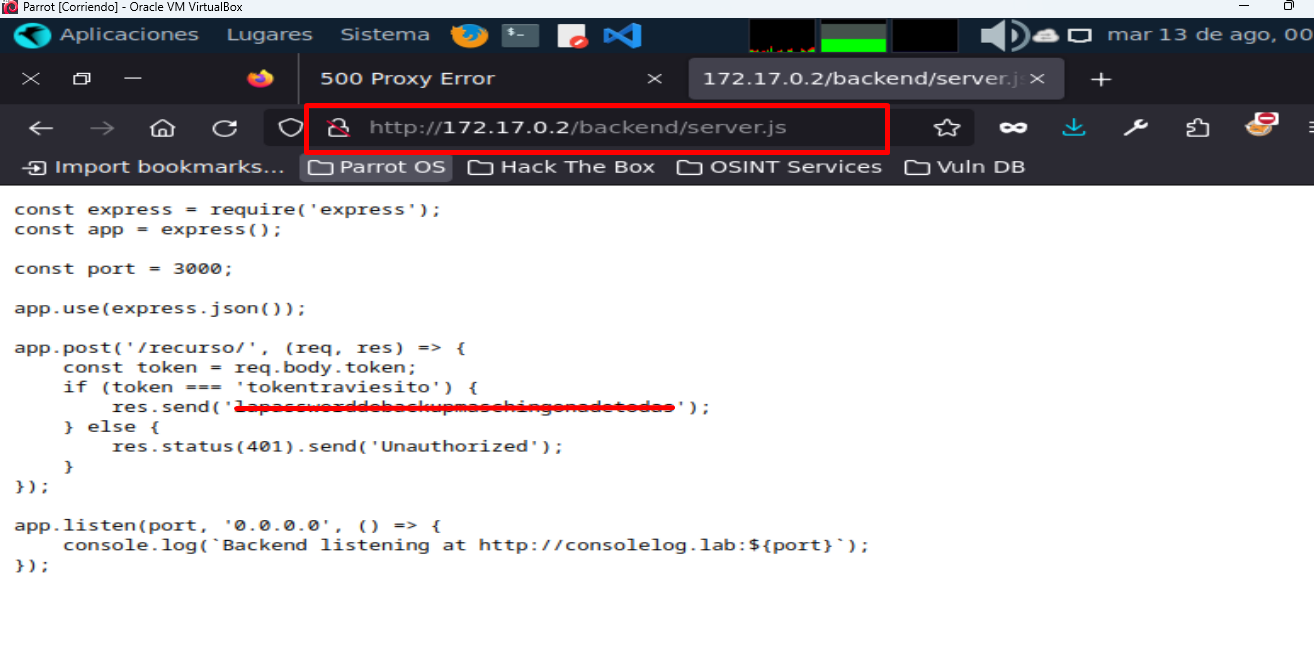 Parrot [Corriendo] - Oracle VM VirtualBox
Aplicaciones Lugares Sistema mar 13 de ago, 00
500 Proxy Error 172.17.0.2/backend/server.js
http://172.17.0.2/backend/server.js
Import bookmarks... Parrot OS Hack The Box OSINT Services Vuln DB
const express = require('express');
const app = express();
const port = 3000;
app.use(express.json());
app.post('/recurso/', (req, res) => {
    const token = req.body.token;
    if (token === 'tokentraviesito') {
        res.send('lapassworddebackupmaschingonadetodas');
    } else {
        res.status(401).send('Unauthorized');
    }
});
app.listen(port, '0.0.0.0', () => {
    console.log(`Backend listening at http://consolelog.lab:${port}`);
});